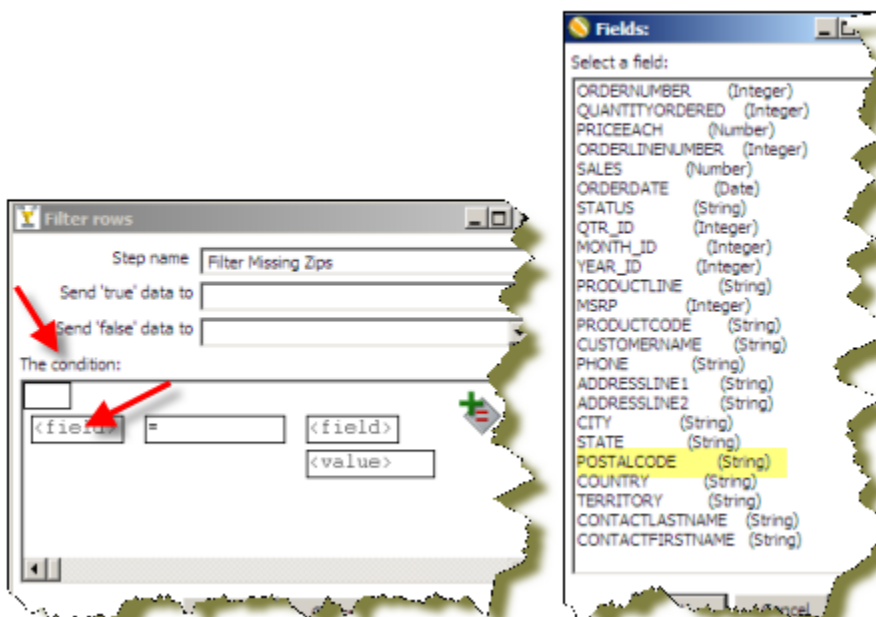 Filter rows
Step name Filter Missing Zips
Send 'true' data to
Send 'false' data to
The condition:
<field> = <field>
<value>
Fields:
Select a field:
ORDERNUMBER (Integer)
QUANTITYORDERED (Integer)
PRICEEACH (Number)
ORDERLINENUMBER (Integer)
SALES (Number)
ORDERDATE (Date)
STATUS (String)
QTR_ID (Integer)
MONTH_ID (Integer)
YEAR_ID (Integer)
PRODUCTLINE (String)
MSRP (Integer)
PRODUCTCODE (String)
CUSTOMERNAME (String)
PHONE (String)
ADDRESSLINE1 (String)
ADDRESSLINE2 (String)
CITY (String)
STATE (String)
POSTALCODE (String)
COUNTRY (String)
TERRITORY (String)
CONTACTLASTNAME (String)
CONTACTFIRSTNAME (String)
Cancel